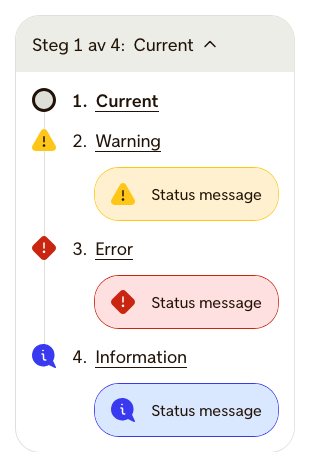 Steg 1 av 4: Current
1. Current
2. Warning
Status message
3. Error
Status message
4. Information
Status message